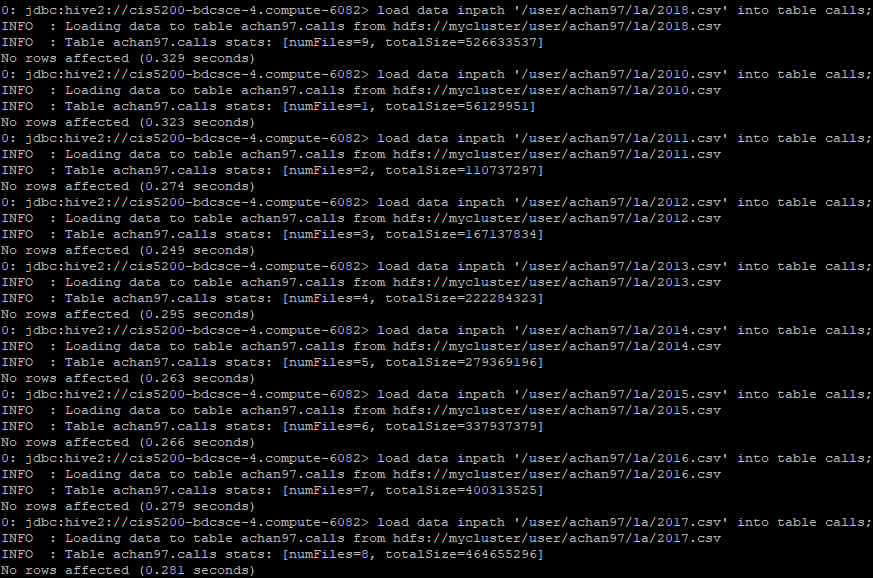 0: jdbc:hive2://cis5200-bdcsce-4.compute-6082> load data inpath '/user/achan97/la/2018.csv' into table calls;
INFO  : Loading data to table achan97.calls from hdfs://mycluster/user/achan97/la/2018.csv
INFO  : Table achan97.calls stats: [numFiles=9, totalSize=526633537]
No rows affected (0.329 seconds)
0: jdbc:hive2://cis5200-bdcsce-4.compute-6082> load data inpath '/user/achan97/la/2010.csv' into table calls;
INFO  : Loading data to table achan97.calls from hdfs://mycluster/user/achan97/la/2010.csv
INFO  : Table achan97.calls stats: [numFiles=1, totalSize=56129951]
No rows affected (0.323 seconds)
0: jdbc:hive2://cis5200-bdcsce-4.compute-6082> load data inpath '/user/achan97/la/2011.csv' into table calls;
INFO  : Loading data to table achan97.calls from hdfs://mycluster/user/achan97/la/2011.csv
INFO  : Table achan97.calls stats: [numFiles=2, totalSize=110737297]
No rows affected (0.274 seconds)
0: jdbc:hive2://cis5200-bdcsce-4.compute-6082> load data inpath '/user/achan97/la/2012.csv' into table calls;
INFO  : Loading data to table achan97.calls from hdfs://mycluster/user/achan97/la/2012.csv
INFO  : Table achan97.calls stats: [numFiles=3, totalSize=167137834]
No rows affected (0.249 seconds)
0: jdbc:hive2://cis5200-bdcsce-4.compute-6082> load data inpath '/user/achan97/la/2013.csv' into table calls;
INFO  : Loading data to table achan97.calls from hdfs://mycluster/user/achan97/la/2013.csv
INFO  : Table achan97.calls stats: [numFiles=4, totalSize=222284323]
No rows affected (0.295 seconds)
0: jdbc:hive2://cis5200-bdcsce-4.compute-6082> load data inpath '/user/achan97/la/2014.csv' into table calls;
INFO  : Loading data to table achan97.calls from hdfs://mycluster/user/achan97/la/2014.csv
INFO  : Table achan97.calls stats: [numFiles=5, totalSize=279369196]
No rows affected (0.263 seconds)
0: jdbc:hive2://cis5200-bdcsce-4.compute-6082> load data inpath '/user/achan97/la/2015.csv' into table calls;
INFO  : Loading data to table achan97.calls from hdfs://mycluster/user/achan97/la/2015.csv
INFO  : Table achan97.calls stats: [numFiles=6, totalSize=337937379]
No rows affected (0.266 seconds)
0: jdbc:hive2://cis5200-bdcsce-4.compute-6082> load data inpath '/user/achan97/la/2016.csv' into table calls;
INFO  : Loading data to table achan97.calls from hdfs://mycluster/user/achan97/la/2016.csv
INFO  : Table achan97.calls stats: [numFiles=7, totalSize=400313525]
No rows affected (0.279 seconds)
0: jdbc:hive2://cis5200-bdcsce-4.compute-6082> load data inpath '/user/achan97/la/2017.csv' into table calls;
INFO  : Loading data to table achan97.calls from hdfs://mycluster/user/achan97/la/2017.csv
INFO  : Table achan97.calls stats: [numFiles=8, totalSize=464655296]
No rows affected (0.281 seconds)